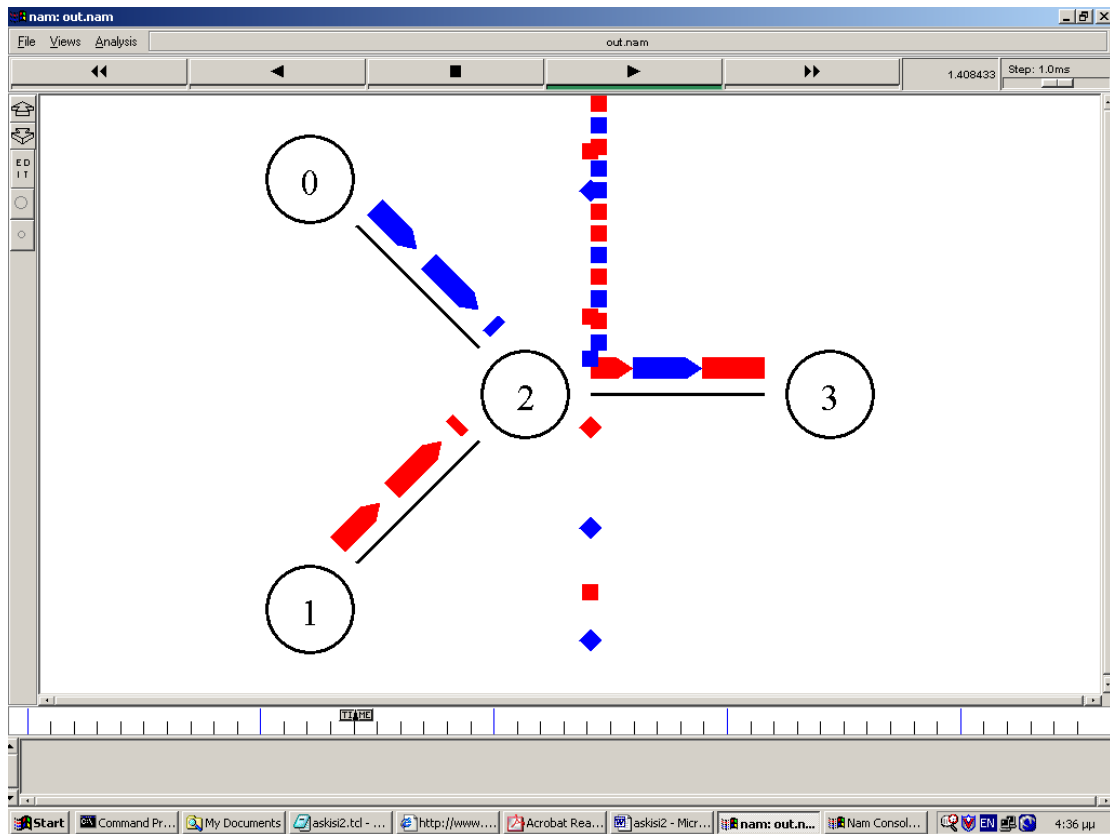 nam: out.nam
File Views Analysis out.nam
1.408433 Step: 1.0ms
E D
I T
0
2
3
1
TIME
Start Command Pr... My Documents askisi2.tcl - ... http://www.... Acrobat Rea... askisi2 - Micr... nam: out.n... Nam Consol... EN 4:36 μμ